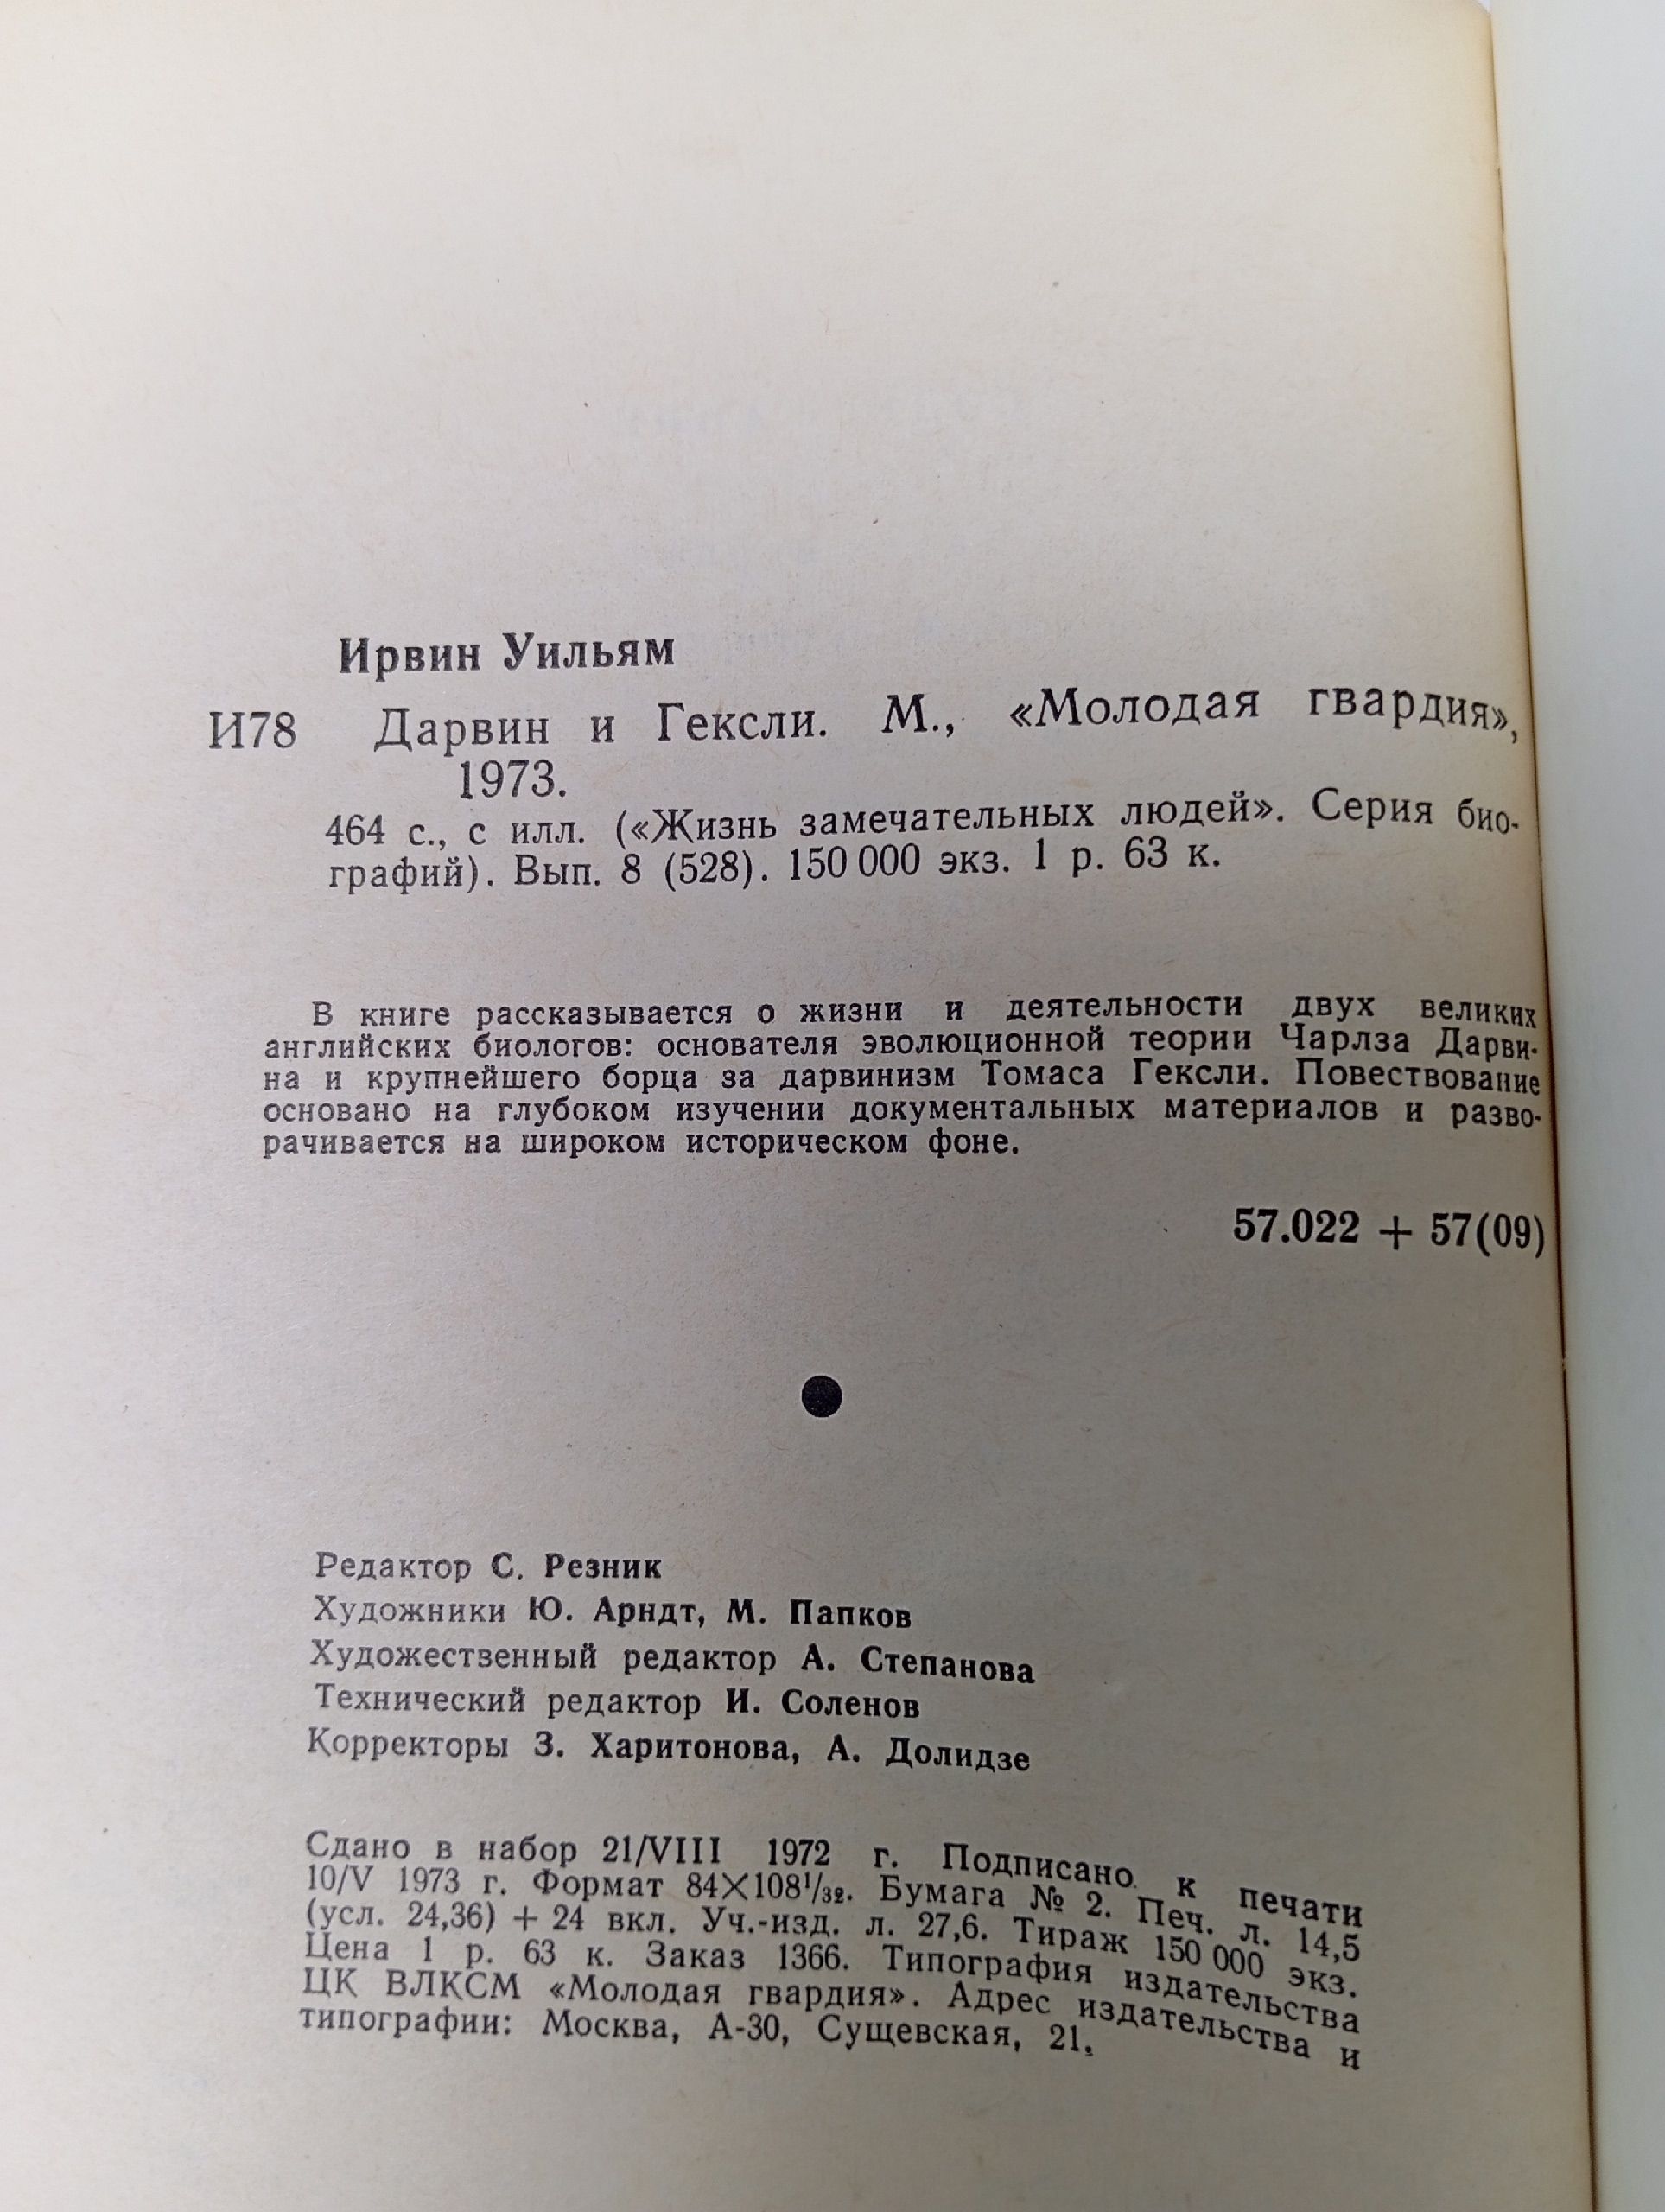 Ирвин Уильям
И78 Дарвин и Гексли. М., «Молодая гвардия»,
1973.
464 с., с илл. («Жизнь замечательных людей». Серия био-
графий). Вып. 8 (528). 150 000 экз. 1 р. 63 к.
В книге рассказывается о жизни и деятельности двух великих
английских биологов: основателя эволюционной теории Чарлза Дарви-
на и крупнейшего борца за дарвинизм Томаса Гексли. Повествование
основано на глубоком изучении документальных материалов и разво-
рачивается на широком историческом фоне.
57.022 + 57(09)
Редактор С. Резник
Художники Ю. Арндт, М. Папков
Художественный редактор А. Степанова
Технический редактор И. Соленов
Корректоры З. Харитонова, А. Долидзе
Сдано в набор 21/VIII 1972 г. Подписано к печати
10/V 1973 г. Формат 84×108¹/₃₂. Бумага № 2. Печ. л. 14,5
(усл. 24,36) + 24 вкл. Уч.-изд. л. 27,6. Тираж 150 000 экз.
Цена 1 р. 63 к. Заказ 1366. Типография издательства
ЦК ВЛКСМ «Молодая гвардия». Адрес издательства и
типографии: Москва, А-30, Сущевская, 21.